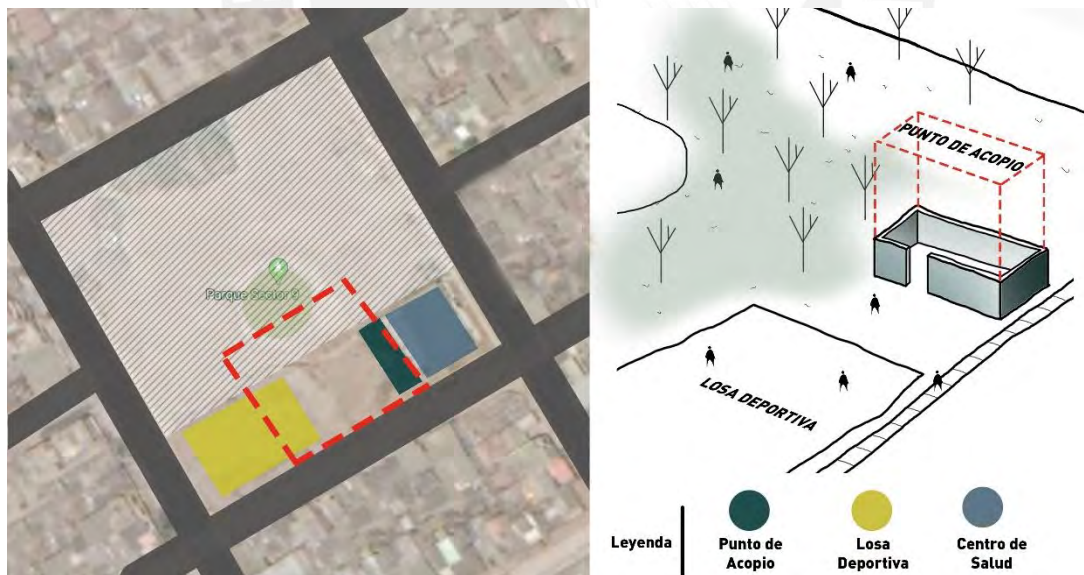 Parque Sector 9
PUNTO DE ACOPIO
LOSA DEPORTIVA
Leyenda
Punto de
Acopio
Losa
Deportiva
Centro de
Salud